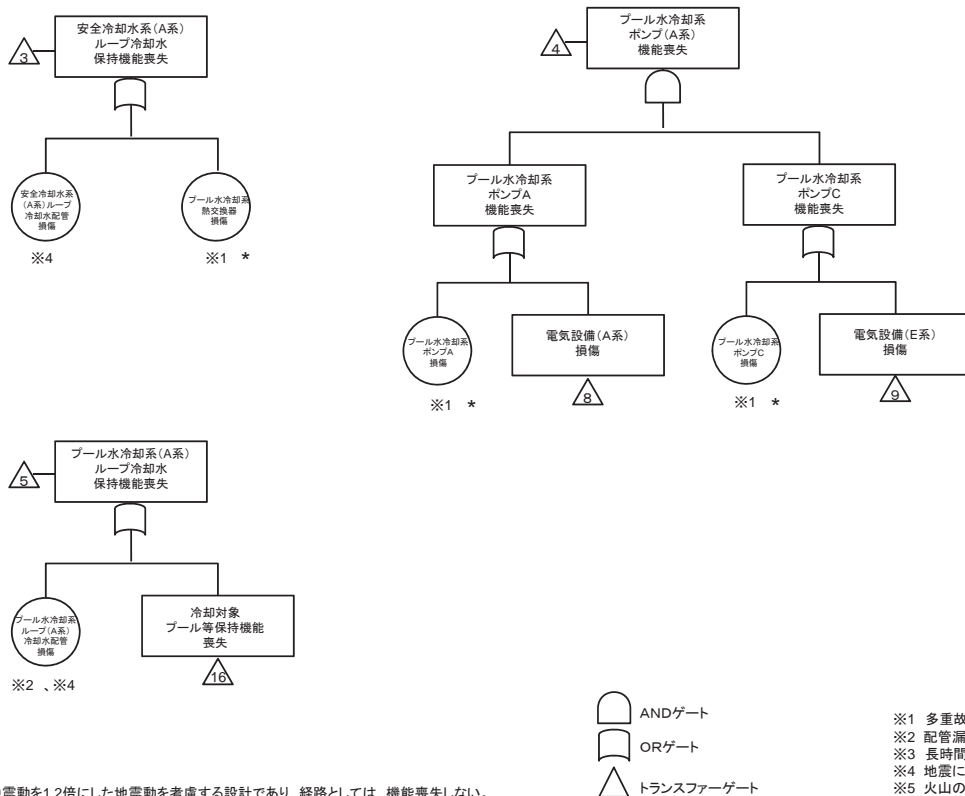 安全冷却水系(A系)
ループ冷却水
保持機能喪失
3
安全冷却水系
(A系)ループ
冷却水配管
損傷
※4
プール水冷却系
熱交換器
損傷
※1 *
プール水冷却系
ポンプ(A系)
機能喪失
4
プール水冷却系
ポンプA
機能喪失
プール水冷却系
ポンプC
機能喪失
プール水冷却系
ポンプA
損傷
※1 *
電気設備(A系)
損傷
8
プール水冷却系
ポンプC
損傷
※1 *
電気設備(E系)
損傷
9
プール水冷却系(A系)
ループ冷却水
保持機能喪失
5
プール水冷却系
ループ(A系)
冷却水配管
損傷
※2 、※4
冷却対象
プール等保持機能
喪失
16
ANDゲート
ORゲート
トランスファーゲート
※1 多重故
※2 配管漏
※3 長時間
※4 地震に
※5 火山の
震動を1.2倍にした地震動を考慮する設計であり、経路としては、機能喪失しない。